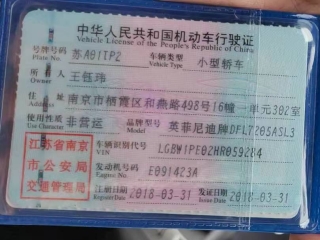 中华人民共和国机动车行驶证
Vehicle License of the People's Republic of China
号牌号码 Plate No. 苏A01TP2 车辆类型 Vehicle Type 小型轿车
所有人 Owner 王钰玮
住址 Address 南京市栖霞区和燕路498号16幢一单元302室
使用性质 Use Character 非营运 品牌型号 Model 英菲尼迪牌DFL7205ASL3
江苏省南京市公安局交通管理局
车辆识别代号 VIN LGBW1PE02HR059284
发动机号码 Engine No. E091423A
注册日期 Register Date 2018-03-31 发证日期 Issue Date 2018-03-31